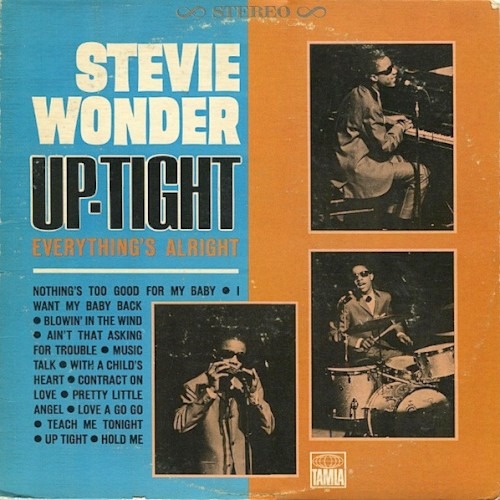 STEREO
STEVIE
WONDER
UP-TIGHT
EVERYTHING'S ALRIGHT
NOTHING'S TOO GOOD FOR MY BABY • I
WANT MY BABY BACK
• BLOWIN' IN THE WIND
• AIN'T THAT ASKING
FOR TROUBLE • MUSIC
TALK • WITH A CHILD'S
HEART • CONTRACT ON
LOVE • PRETTY LITTLE
ANGEL • LOVE A GO GO
• TEACH ME TONIGHT
• UP TIGHT • HOLD ME
TAMLA